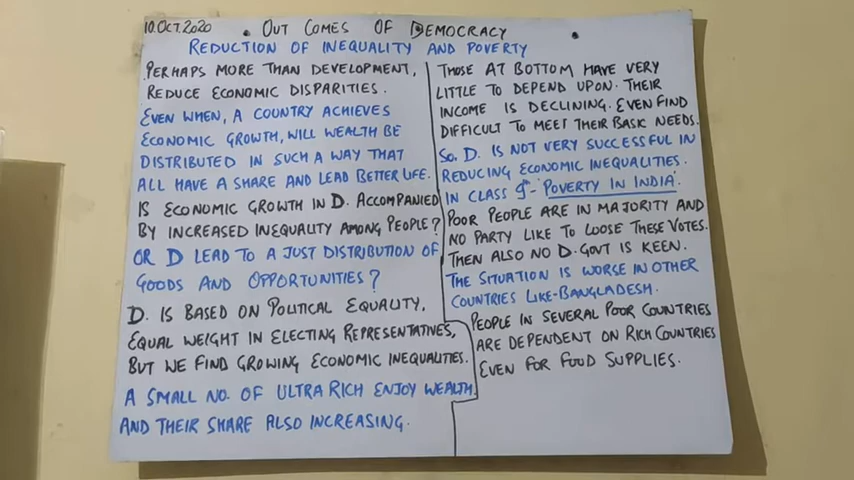 10.OCT.2020 . OUT COMES OF DEMOCRACY .
REDUCTION OF INEQUALITY AND POVERTY
PERHAPS MORE THAN DEVELOPMENT,
REDUCE ECONOMIC DISPARITIES.
EVEN WHEN, A COUNTRY ACHIEVES
ECONOMIC GROWTH, WILL WEALTH BE
DISTRIBUTED IN SUCH A WAY THAT
ALL HAVE A SHARE AND LEAD BETTER LIFE.
IS ECONOMIC GROWTH IN D. ACCOMPANIED
BY INCREASED INEQUALITY AMONG PEOPLE?
OR D LEAD TO A JUST DISTRIBUTION OF
GOODS AND OPPORTUNITIES?
D. IS BASED ON POLITICAL EQUALITY,
EQUAL WEIGHT IN ELECTING REPRESENTATIVES,
BUT WE FIND GROWING ECONOMIC INEQUALITIES.
A SMALL NO. OF ULTRA RICH ENJOY WEALTH.
AND THEIR SHARE ALSO INCREASING.
THOSE AT BOTTOM HAVE VERY
LITTLE TO DEPEND UPON. THEIR
INCOME IS DECLINING. EVEN FIND
DIFFICULT TO MEET THEIR BASIC NEEDS.
SO. D. IS NOT VERY SUCCESSFUL IN
REDUCING ECONOMIC INEQUALITIES.
IN CLASS 9th- 'POVERTY IN INDIA'.
POOR PEOPLE ARE IN MAJORITY AND
NO PARTY LIKE TO LOOSE THESE VOTES.
THEN ALSO NO D. GOVT IS KEEN.
THE SITUATION IS WORSE IN OTHER
COUNTRIES LIKE-BANGLADESH.
PEOPLE IN SEVERAL POOR COUNTRIES
ARE DEPENDENT ON RICH COUNTRIES
EVEN FOR FOOD SUPPLIES.